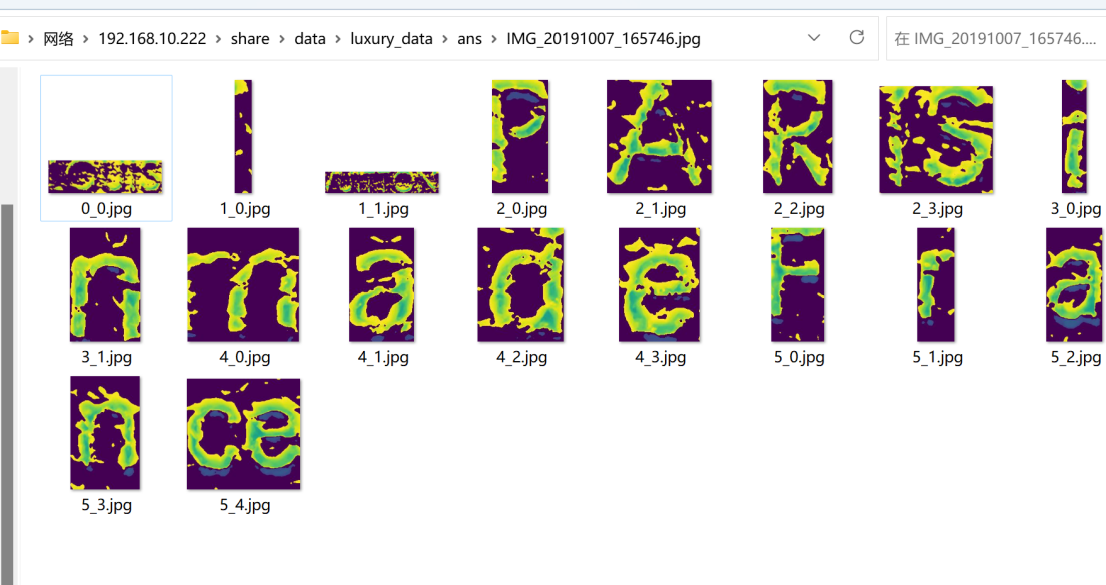 网络 › 192.168.10.222 › share › data › luxury_data › ans › IMG_20191007_165746.jpg
在 IMG_20191007_165746....
P A R IS i
0_0.jpg 1_0.jpg 1_1.jpg 2_0.jpg 2_1.jpg 2_2.jpg 2_3.jpg 3_0.jpg
n m a d e F r a
3_1.jpg 4_0.jpg 4_1.jpg 4_2.jpg 4_3.jpg 5_0.jpg 5_1.jpg 5_2.jpg
n ce
5_3.jpg 5_4.jpg